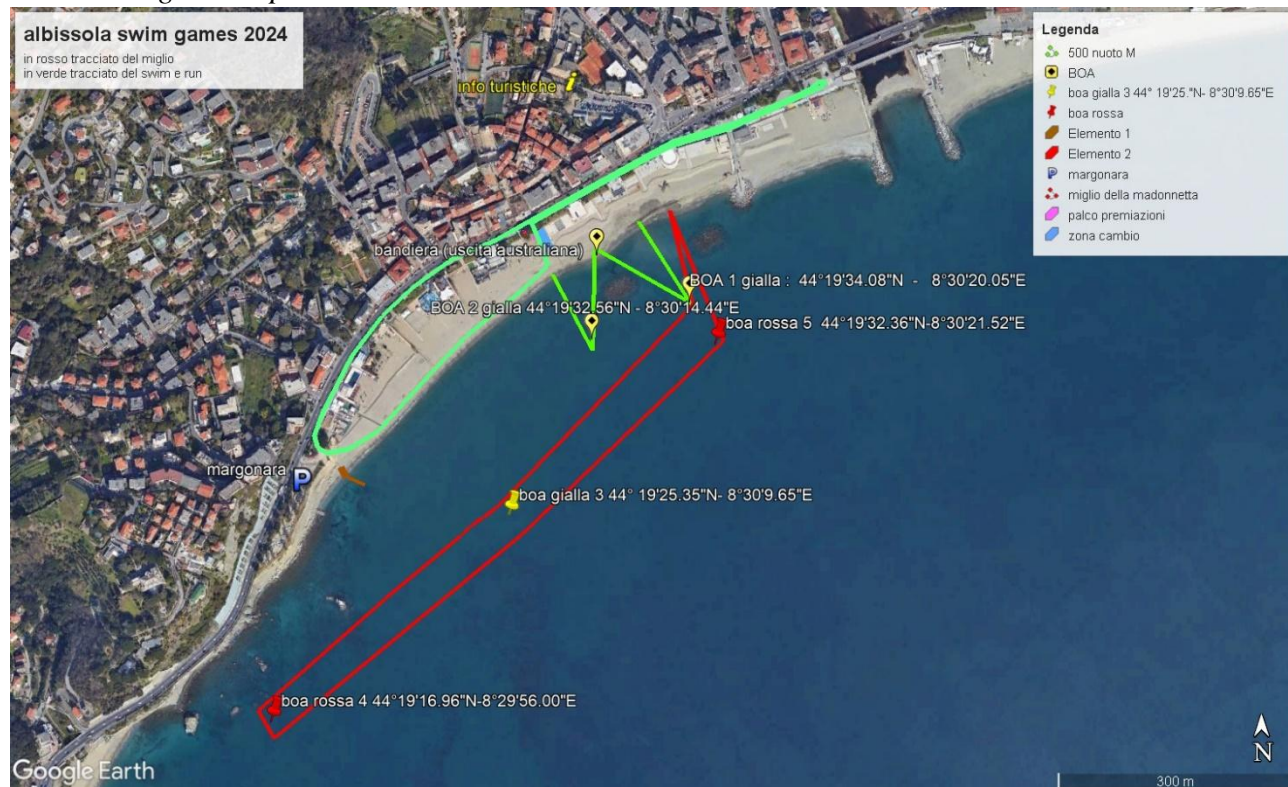 albissola swim games 2024
in rosso tracciato del miglio
in verde tracciato del swim e run
Legenda
500 nuoto M
BOA
boa gialla 3 44° 19'25."N- 8°30'9.65"E
boa rossa
Elemento 1
Elemento 2
P margonara
miglio della madonnetta
palco premiazioni
zona cambio
info turistiche i
bandiera (uscita australiana)
BOA 1 gialla : 44°19'34.08"N - 8°30'20.05"E
BOA 2 gialla 44°19'32.56"N - 8°30'14.44"E
boa rossa 5 44°19'32.36"N-8°30'21.52"E
margonara P
boa gialla 3 44° 19'25.35"N- 8°30'9.65"E
boa rossa 4 44°19'16.96"N-8°29'56.00"E
Google Earth
N
300 m